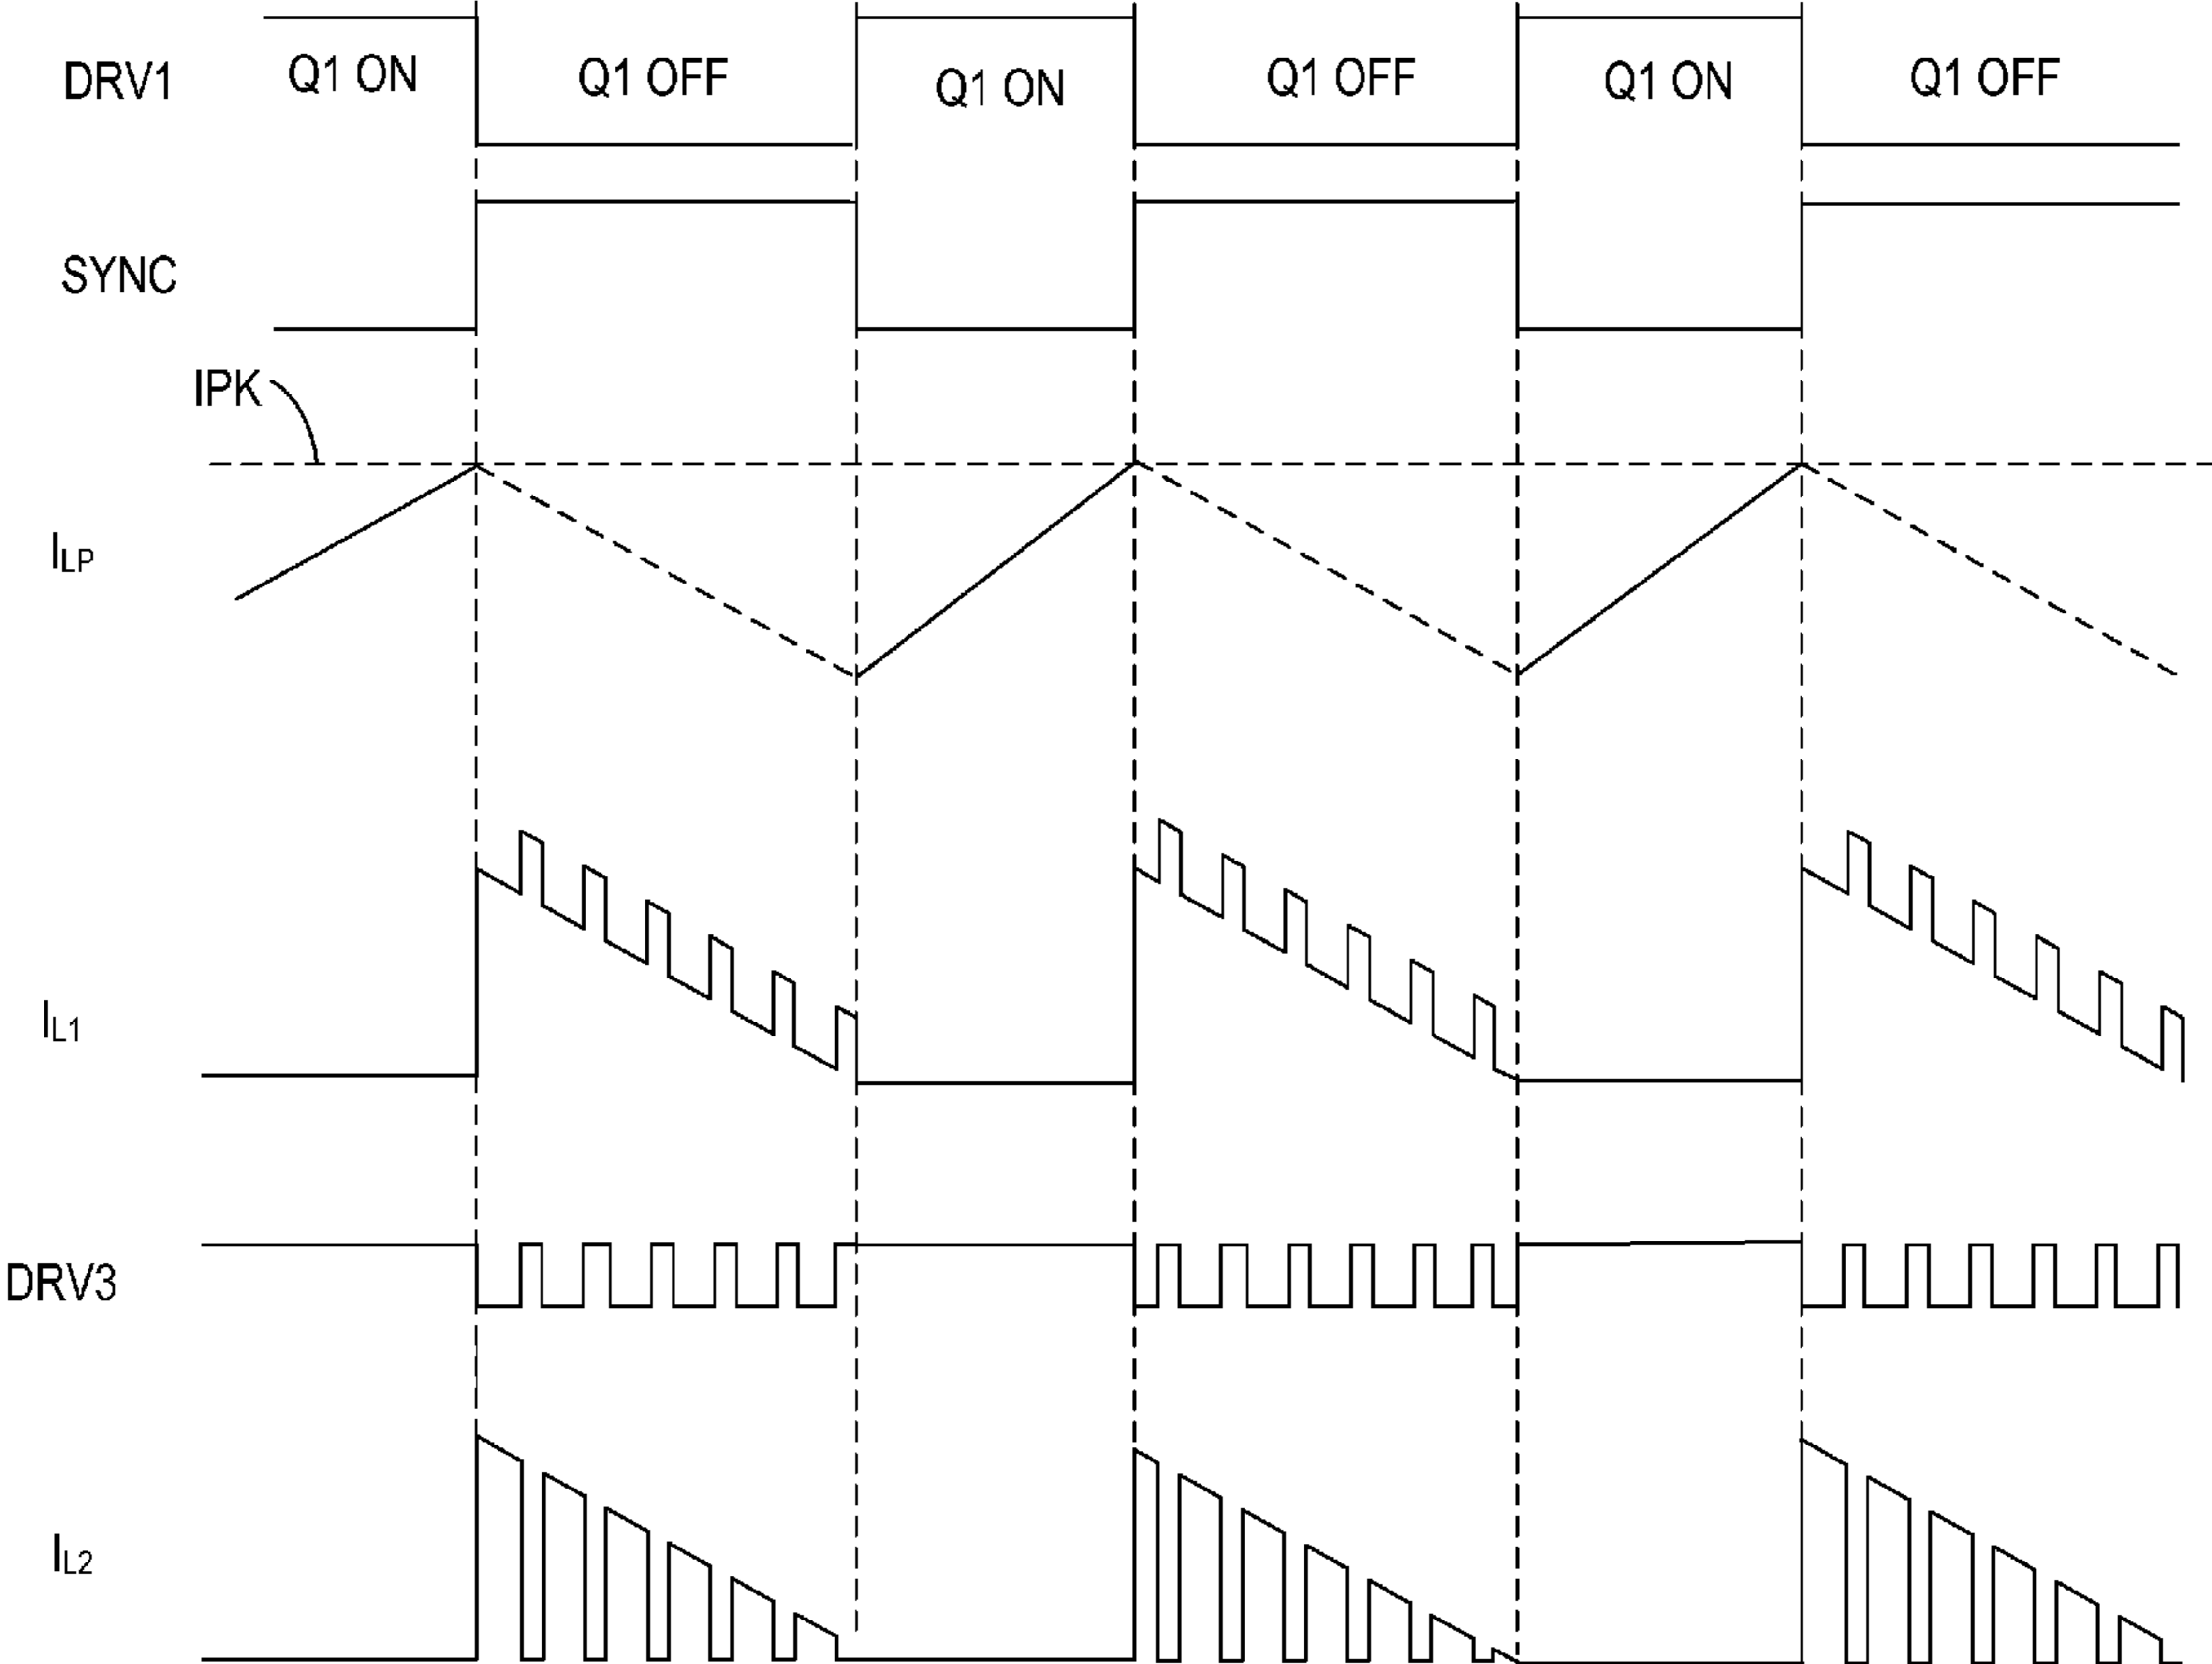 DRV1
Q1 ON
Q1 OFF
Q1 ON
Q1 OFF
Q1 ON
Q1 OFF
SYNC
IPK
ILP
IL1
DRV3
IL2